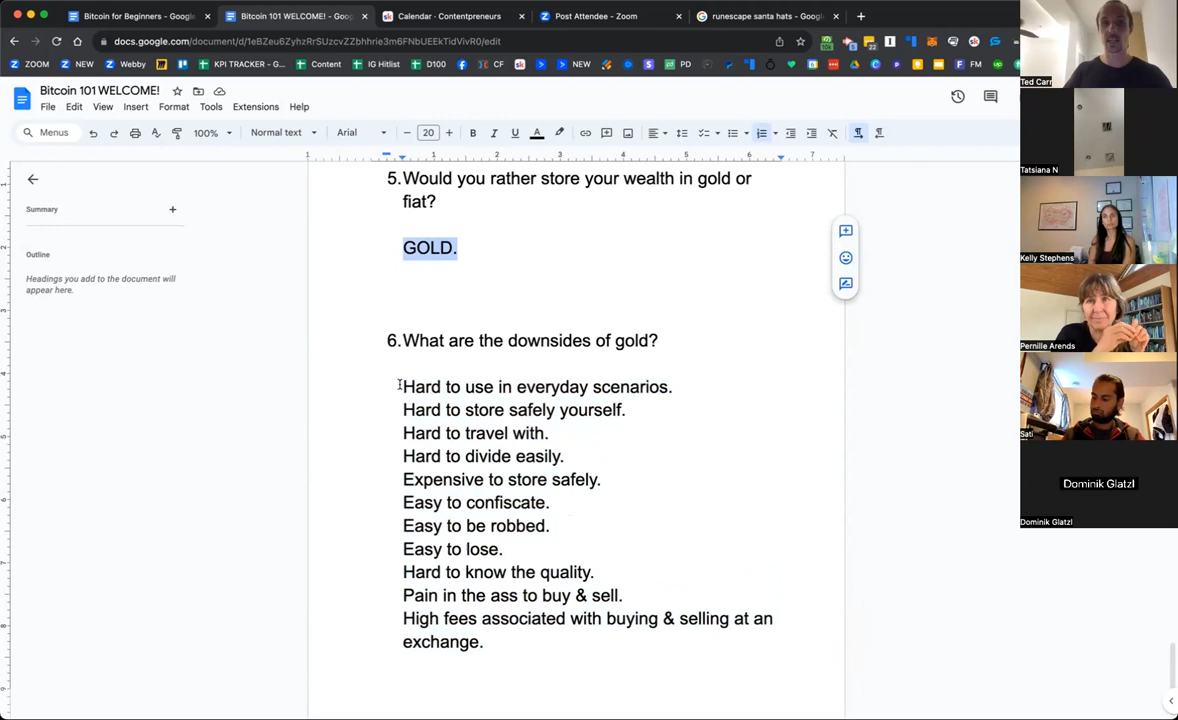 Bitcoin for Beginners - Google
Bitcoin 101 WELCOME! - Goog
Calendar · Contentpreneurs
Post Attendee - Zoom
runescape santa hats - Google
docs.google.com/document/d/1eBZeu6ZyhzRrSUzcvZZbhhrie3m6FNbUEEkTidVivR0/edit
ZOOM
NEW
Webby
KPI TRACKER - G...
Content
IG Hitlist
D100
CF
NEW
PD
FM
Bitcoin 101 WELCOME!
File Edit View Insert Format Tools Extensions Help
Menus
100%
Normal text
Arial
20
Summary
Outline
Headings you add to the document will
appear here.
5. Would you rather store your wealth in gold or
fiat?
GOLD.
6. What are the downsides of gold?
Hard to use in everyday scenarios.
Hard to store safely yourself.
Hard to travel with.
Hard to divide easily.
Expensive to store safely.
Easy to confiscate.
Easy to be robbed.
Easy to lose.
Hard to know the quality.
Pain in the ass to buy & sell.
High fees associated with buying & selling at an
exchange.
Ted Carr
Tatsiana N
Kelly Stephens
Pernille Arends
Sati
Dominik Glatzl
Dominik Glatzl